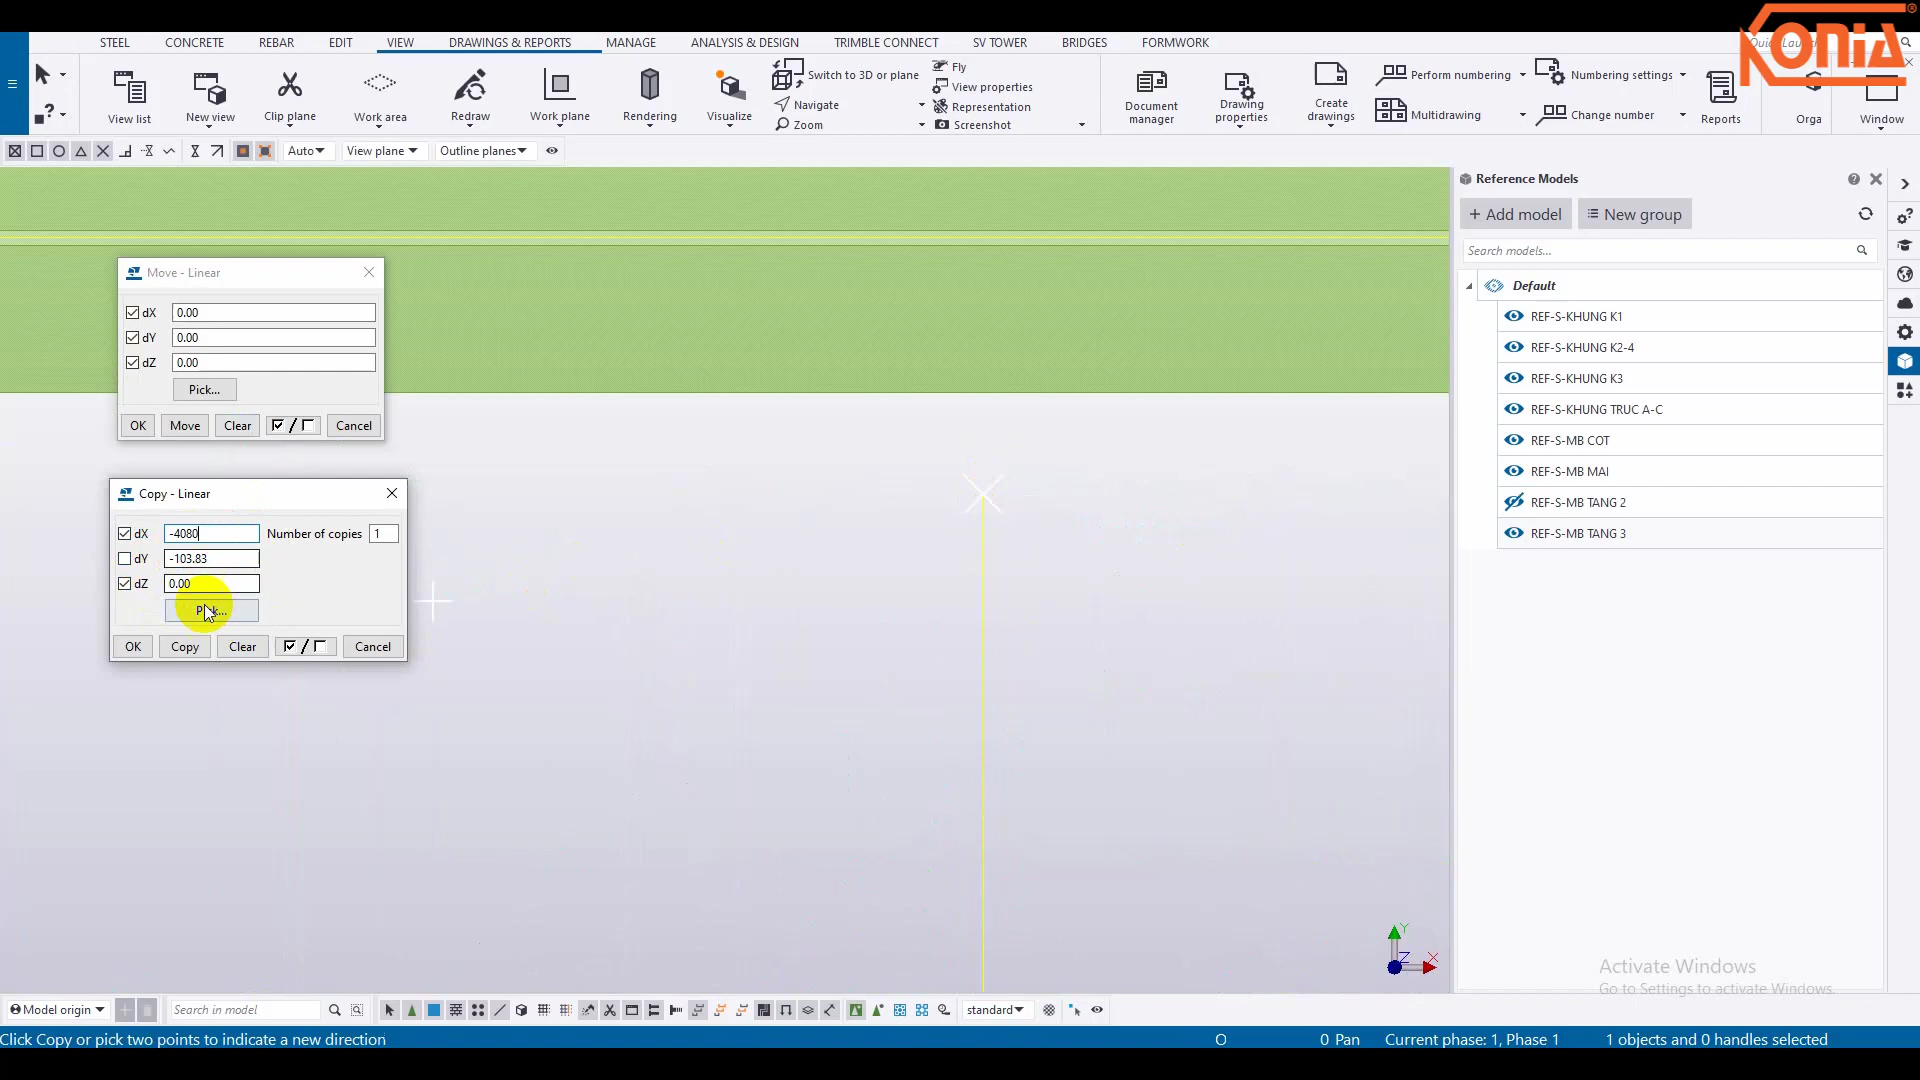 KONIA
STEEL CONCRETE REBAR EDIT VIEW DRAWINGS & REPORTS MANAGE ANALYSIS & DESIGN TRIMBLE CONNECT SV TOWER BRIDGES FORMWORK
View list
New view
Clip plane
Work area
Redraw
Work plane
Rendering
Visualize
Switch to 3D or plane
Navigate
Zoom
Fly
View properties
Representation
Screenshot
Document manager
Drawing properties
Create drawings
Perform numbering
Multidrawing
Numbering settings
Change number
Reports
Orga
Window
Auto View plane Outline planes
Reference Models
+ Add model New group
Search models...
Default
REF-S-KHUNG K1
REF-S-KHUNG K2-4
REF-S-KHUNG K3
REF-S-KHUNG TRUC A-C
REF-S-MB COT
REF-S-MB MAI
REF-S-MB TANG 2
REF-S-MB TANG 3
Move - Linear
dX 0.00
dY 0.00
dZ 0.00
Pick...
OK Move Clear / Cancel
Copy - Linear
dX -4080 Number of copies 1
dY -103.83
dZ 0.00
Pick...
OK Copy Clear / Cancel
Y
Z X
Activate Windows
Go to Settings to activate Windows.
Model origin Search in model standard
Click Copy or pick two points to indicate a new direction O 0 Pan Current phase: 1, Phase 1 1 objects and 0 handles selected